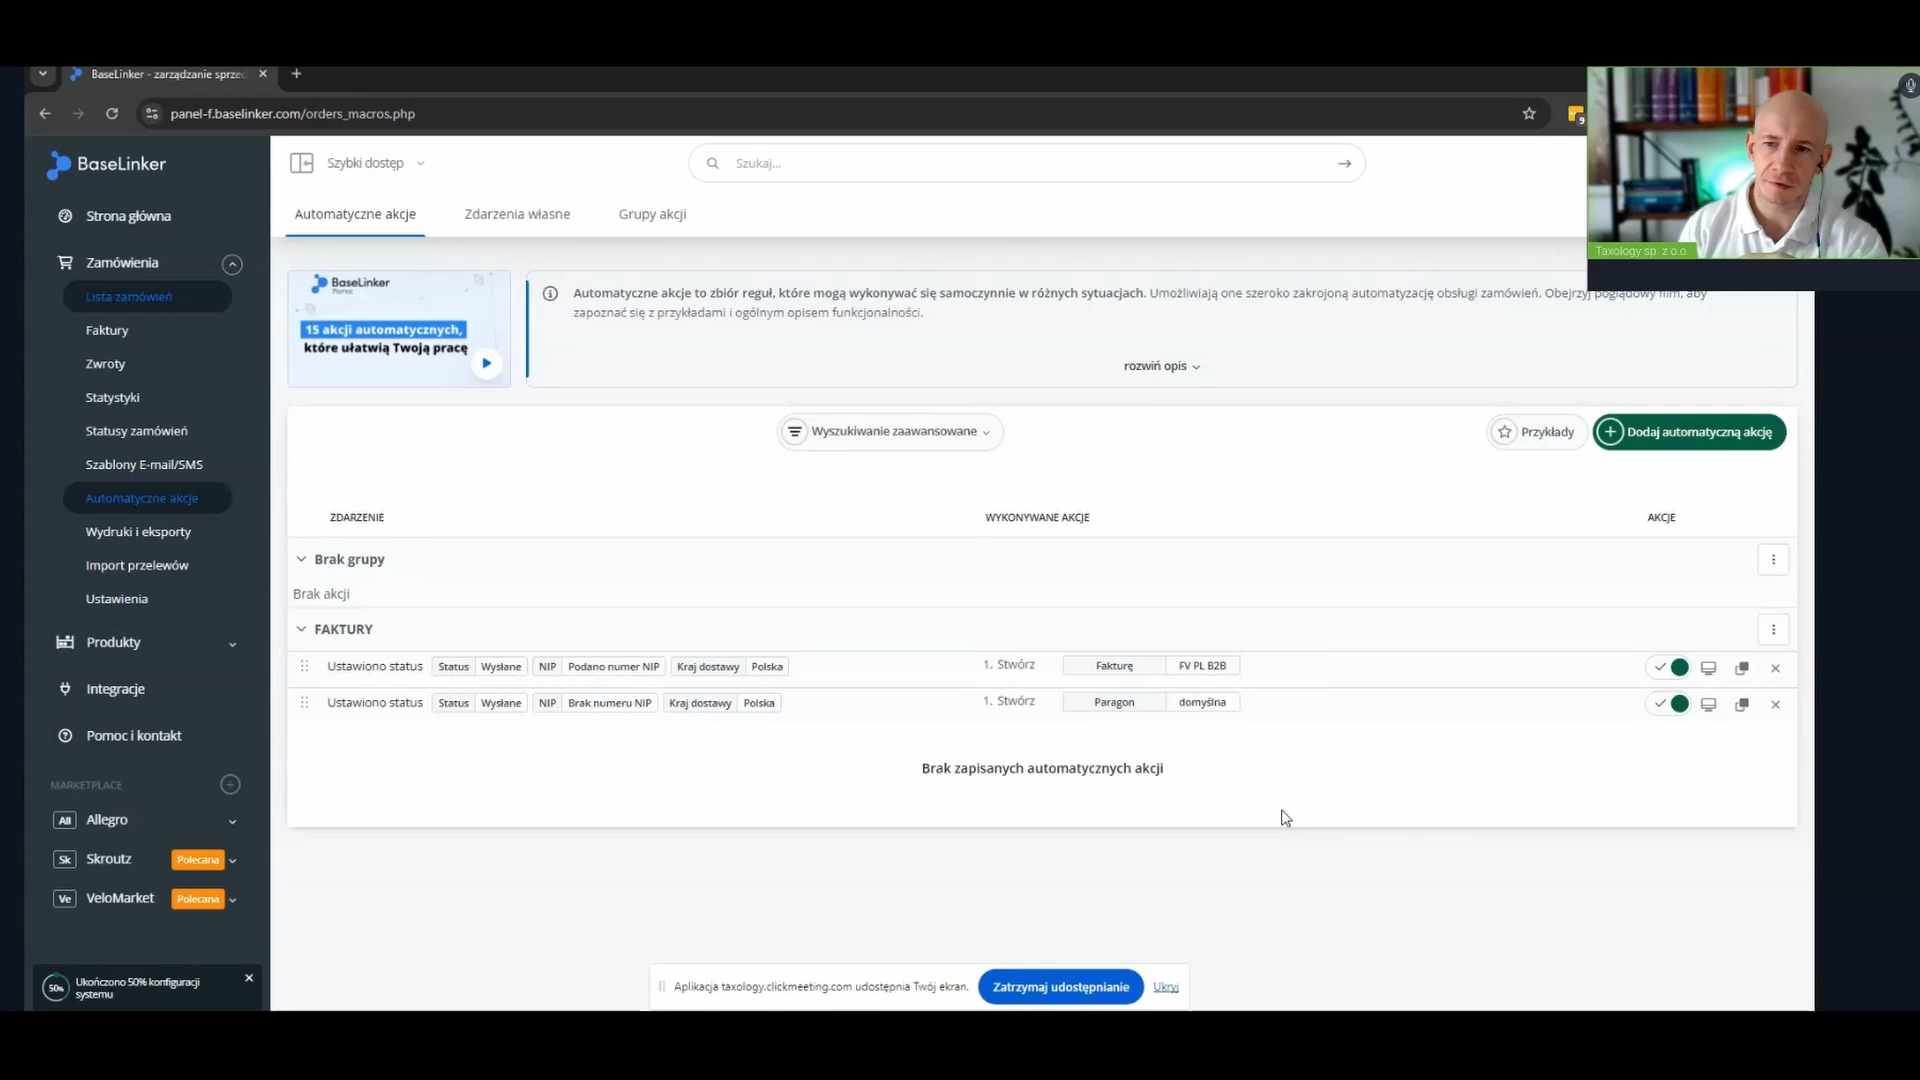 BaseLinker - zarządzanie sprzed
panel-f.baselinker.com/orders_macros.php
9
BaseLinker
Szybki dostęp
Szukaj...
Automatyczne akcje
Zdarzenia własne
Grupy akcji
Strona główna
Zamówienia
Lista zamówień
Faktury
Zwroty
Statystyki
Statusy zamówień
Szablony E-mail/SMS
Automatyczne akcje
Wydruki i eksporty
Import przelewów
Ustawienia
Produkty
Integracje
Pomoc i kontakt
MARKETPLACE
All Allegro
Sk Skroutz Polecana
Ve VeloMarket Polecana
50% Ukończono 50% konfiguracji
systemu
BaseLinker
Pomoc
15 akcji automatycznych,
które ułatwią Twoją pracę
Automatyczne akcje to zbiór reguł, które mogą wykonywać się samoczynnie w różnych sytuacjach. Umożliwiają one szeroko zakrojoną automatyzację obsługi zamówień. Obejrzyj poglądowy film, aby
zapoznać się z przykładami i ogólnym opisem funkcjonalności.
rozwiń opis
Wyszukiwanie zaawansowane
Przykłady
Dodaj automatyczną akcję
ZDARZENIE
WYKONYWANE AKCJE
AKCJE
Brak grupy
Brak akcji
FAKTURY
Ustawiono status Status Wysłane NIP Podano numer NIP Kraj dostawy Polska 1. Stwórz Fakturę FV PL B2B
Ustawiono status Status Wysłane NIP Brak numeru NIP Kraj dostawy Polska 1. Stwórz Paragon domyślna
Brak zapisanych automatycznych akcji
Aplikacja taxology.clickmeeting.com udostępnia Twój ekran. Zatrzymaj udostępnianie Ukryj
Taxology sp. z o.o.